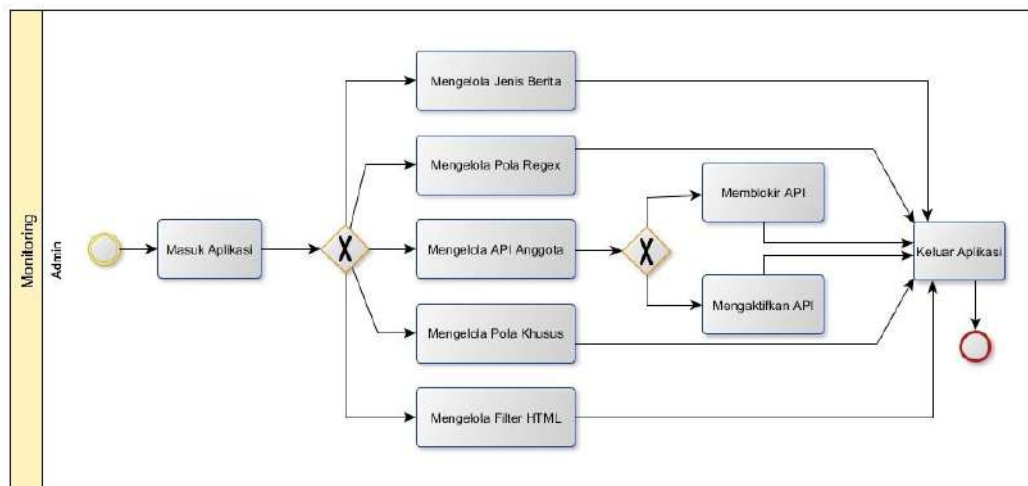 Monitoring
Admin
Masuk Aplikasi
X
Mengelola Jenis Berita
Mengelola Pola Regex
Mengelola API Anggota
Mengelola Pola Khusus
Mengelola Filter HTML
X
Memblokir API
Mengaktifkan API
Keluar Aplikasi